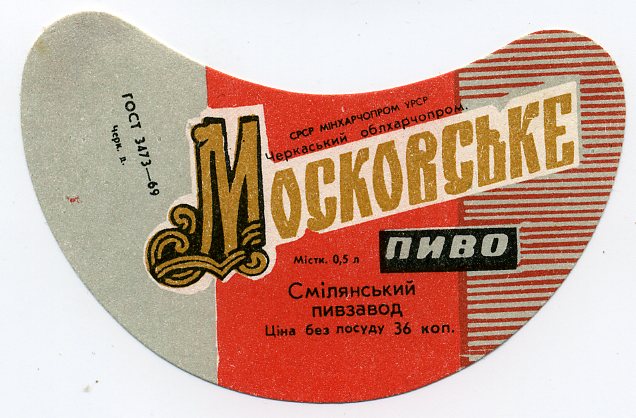 ГОСТ 3473—69
Черк. п.
СРСР МІНХАРЧОПРОМ УРСР
Черкаський облхарчопром.
МОСКОВСЬКЕ
ПИВО
Містк. 0,5 л
Смілянський
пивзавод
Ціна без посуду 36 коп.